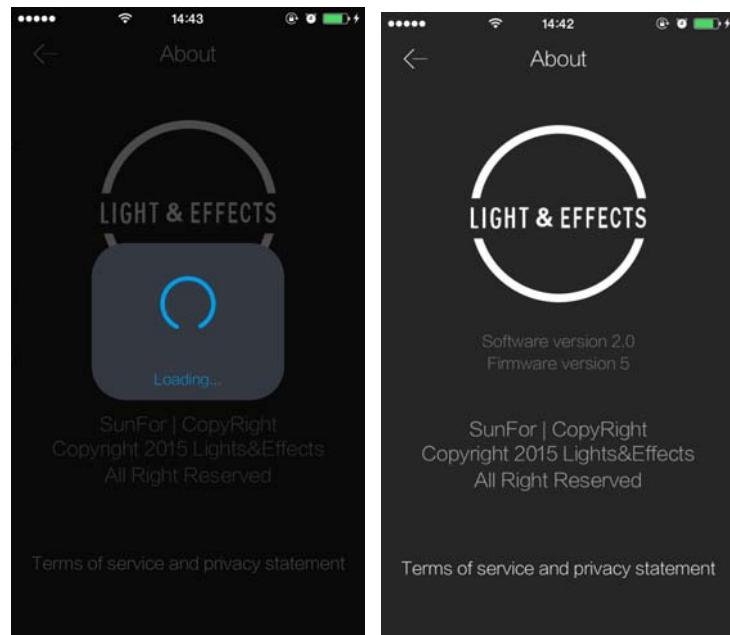 14:43
About
LIGHT & EFFECTS
Loading...
SunFor | CopyRight
Copyright 2015 Lights&Effects
All Right Reserved
Terms of service and privacy statement
14:42
About
LIGHT & EFFECTS
Software version 2.0
Firmware version 5
SunFor | CopyRight
Copyright 2015 Lights&Effects
All Right Reserved
Terms of service and privacy statement